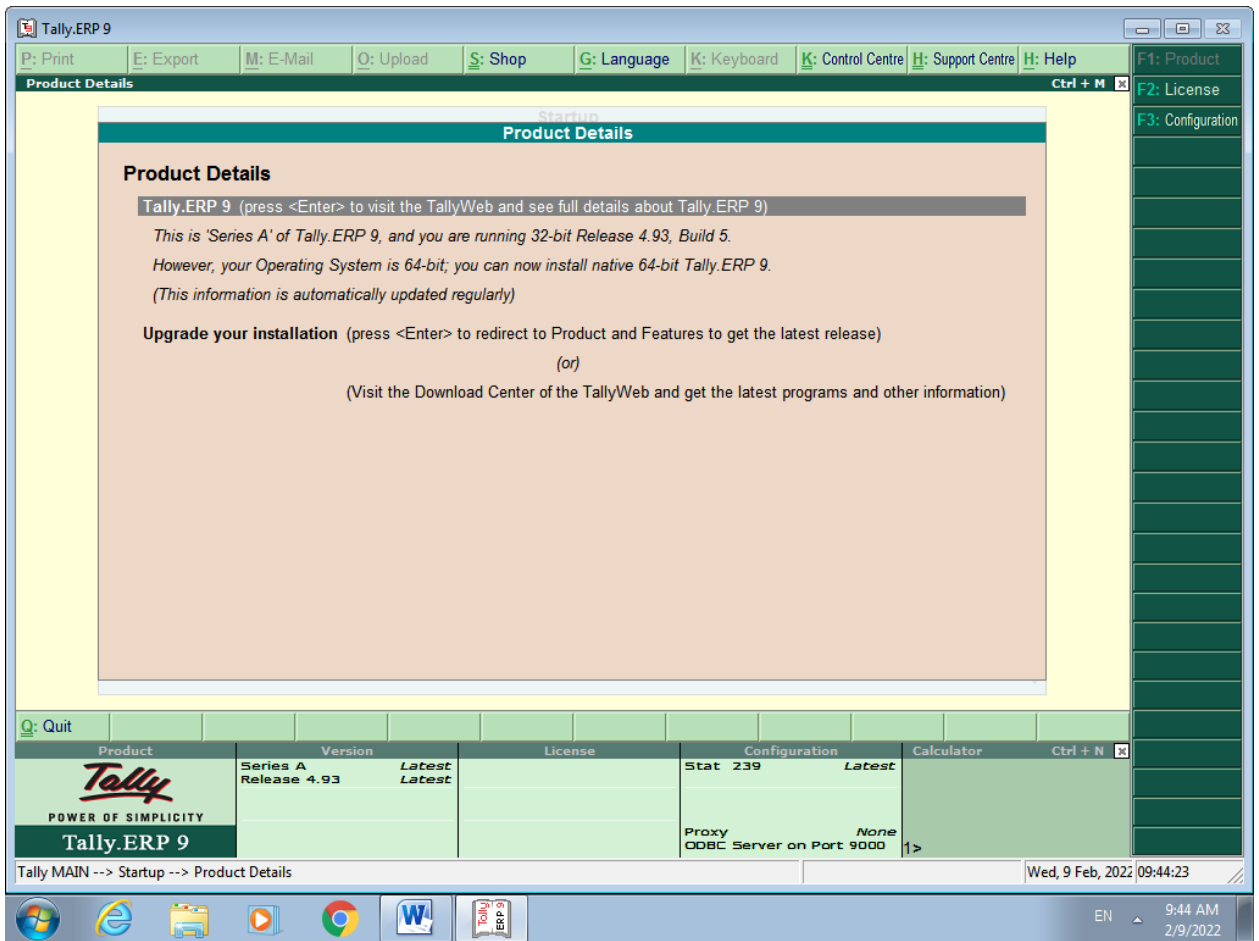 Tally.ERP 9
P: Print E: Export M: E-Mail O: Upload S: Shop G: Language K: Keyboard K: Control Centre H: Support Centre H: Help F1: Product
Product Details Ctrl + M F2: License
F3: Configuration
Startup
Product Details
Product Details
Tally.ERP 9 (press <Enter> to visit the TallyWeb and see full details about Tally.ERP 9)
This is 'Series A' of Tally.ERP 9, and you are running 32-bit Release 4.93, Build 5.
However, your Operating System is 64-bit; you can now install native 64-bit Tally.ERP 9.
(This information is automatically updated regularly)
Upgrade your installation (press <Enter> to redirect to Product and Features to get the latest release)
(or)
(Visit the Download Center of the TallyWeb and get the latest programs and other information)
Q: Quit
Product Version License Configuration Calculator Ctrl + N
Series A Latest Stat 239 Latest
Release 4.93 Latest
Tally
POWER OF SIMPLICITY
Tally.ERP 9
Proxy None
ODBC Server on Port 9000 1>
Tally MAIN --> Startup --> Product Details Wed, 9 Feb, 2022 09:44:23
W Tally ERP 9 EN 9:44 AM
2/9/2022